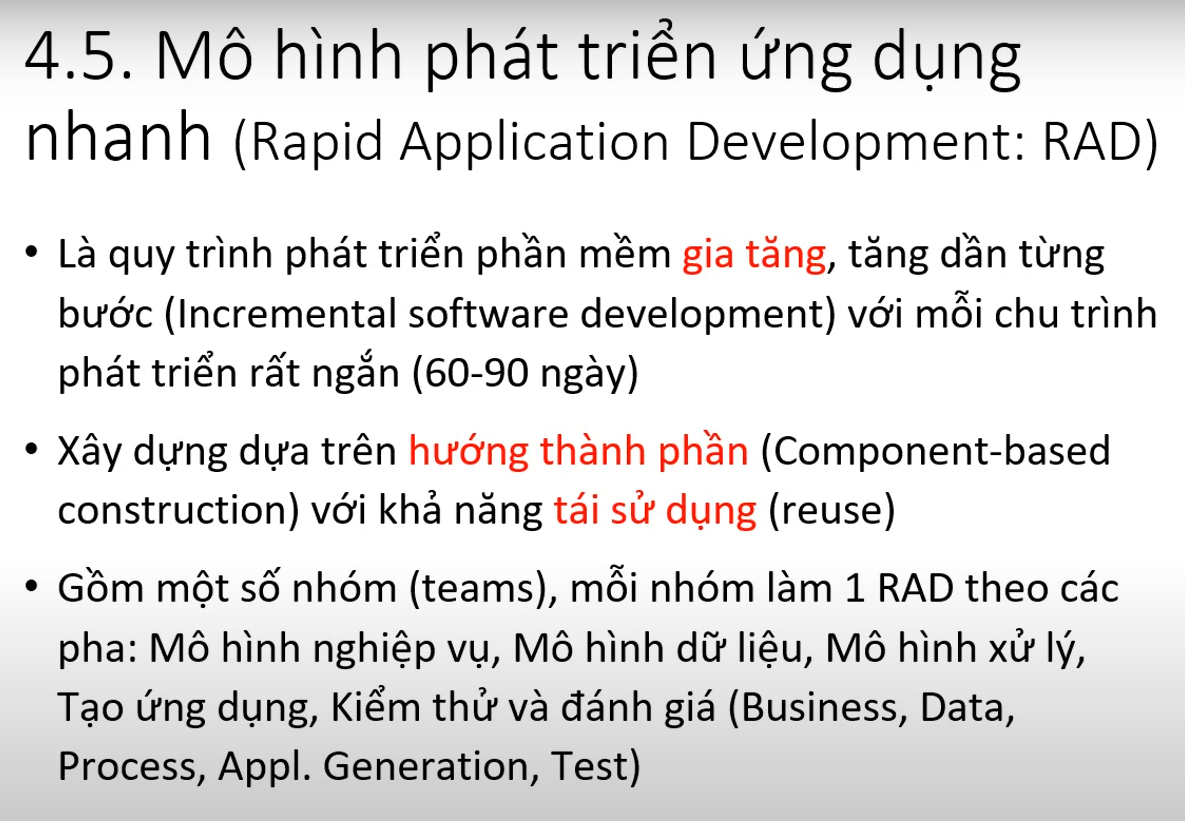 4.5. Mô hình phát triển ứng dụng
nhanh (Rapid Application Development: RAD)
• Là quy trình phát triển phần mềm gia tăng, tăng dần từng
bước (Incremental software development) với mỗi chu trình
phát triển rất ngắn (60-90 ngày)
• Xây dựng dựa trên hướng thành phần (Component-based
construction) với khả năng tái sử dụng (reuse)
• Gồm một số nhóm (teams), mỗi nhóm làm 1 RAD theo các
pha: Mô hình nghiệp vụ, Mô hình dữ liệu, Mô hình xử lý,
Tạo ứng dụng, Kiểm thử và đánh giá (Business, Data,
Process, Appl. Generation, Test)